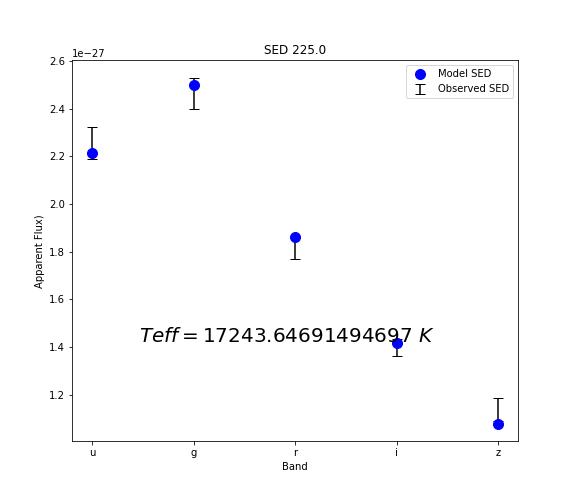 SED 225.0
1e−27
Model SED
Observed SED
2.6
2.4
2.2
2.0
1.8
1.6
1.4
1.2
Apparent Flux)
Teff = 17243.64691494697 K
u g r i z
Band